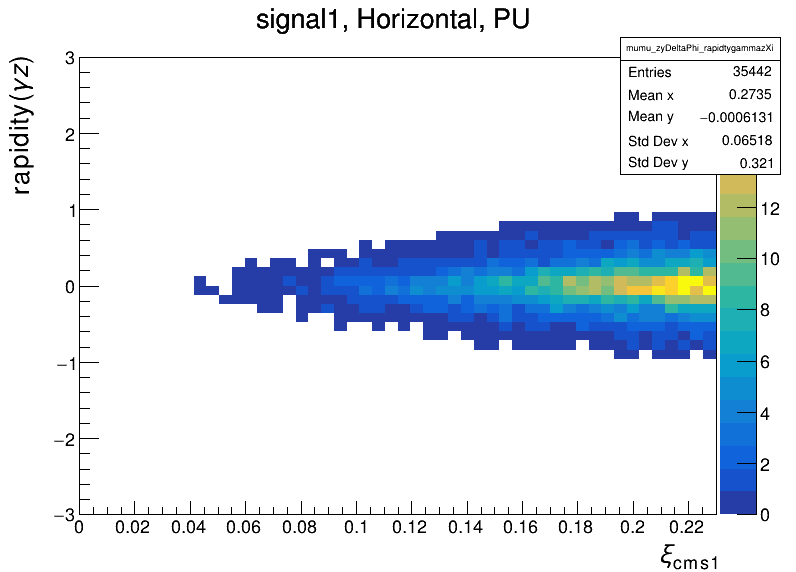 signal1, Horizontal, PU
mumu_zyDeltaPhi_rapidtygammazXi
Entries 35442
Mean x 0.2735
Mean y −0.0006131
Std Dev x 0.06518
Std Dev y 0.321
rapidity(γz)
3
2
1
0
−1
−2
−3
12
10
8
6
4
2
0
0 0.02 0.04 0.06 0.08 0.1 0.12 0.14 0.16 0.18 0.2 0.22
ξcms1